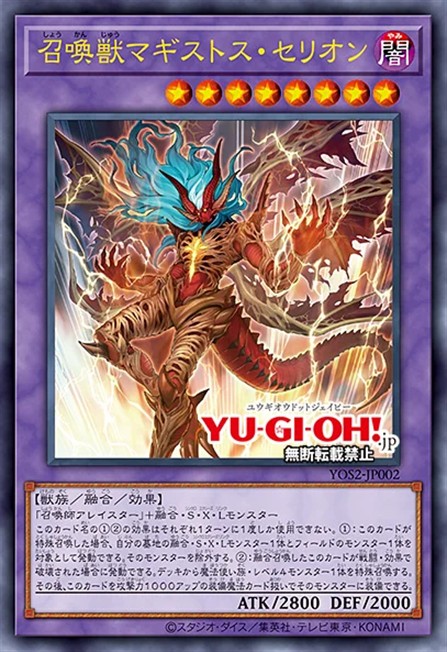 しょう かん じゅう
召喚獣マギストス・セリオン
やみ
闇
ユウギオウドットジェイピー
YU-GI-OH!.jp
無断転載禁止
YOS2-JP002
【獣族／融合／効果】
「召喚師アレイスター」＋融合・S・X・Lモンスター
このカード名の①②の効果はそれぞれ1ターンに1度しか使用できない。①：このカードが
特殊召喚した場合、自分の墓地の融合・S・X・Lモンスター1体とフィールドのモンスター1体を
対象として発動できる。そのモンスターを除外する。②：融合召喚したこのカードが戦闘・効果で
破壊された場合に発動できる。デッキから魔法使い族・レベル4モンスター1体を特殊召喚する。
その後、このカードを攻撃力1000アップの装備魔法カード扱いでそのモンスターに装備できる。
ATK/2800 DEF/2000
©スタジオ・ダイス／集英社・テレビ東京・KONAMI